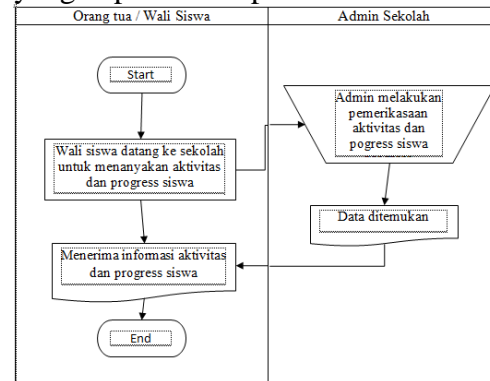 Orang tua / Wali Siswa
Admin Sekolah
Start
Admin melakukan
pemerikasaan
aktivitas dan
pogress siswa
Wali siswa datang ke sekolah
untuk menanyakan aktivitas
dan progress siswa
Data ditemukan
Menerima informasi aktivitas
dan progress siswa
End